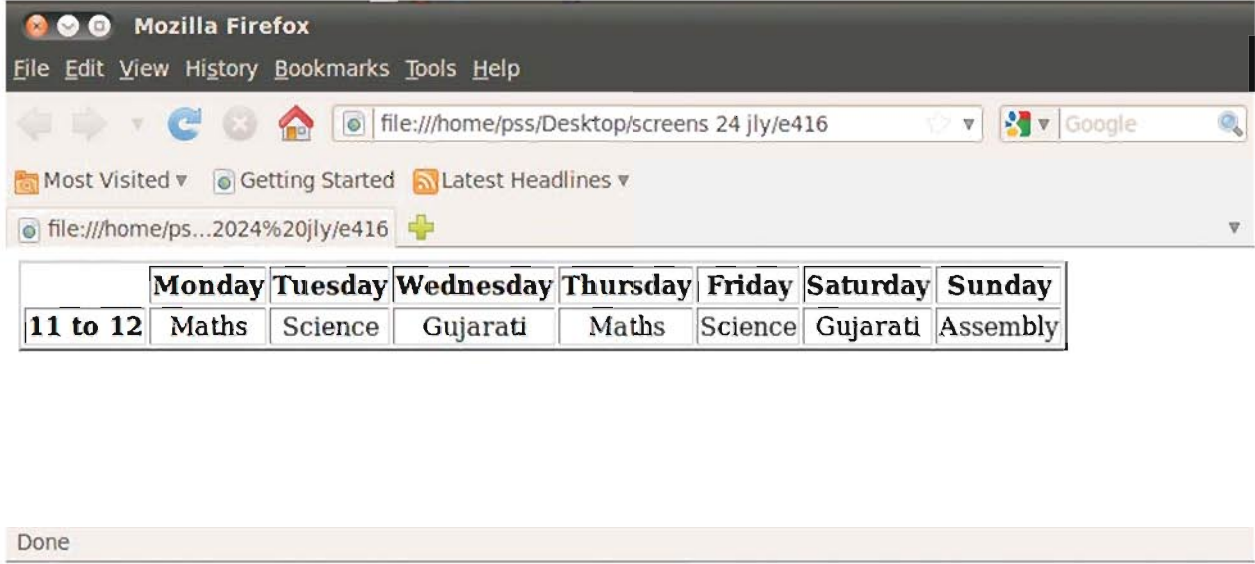 Mozilla Firefox
File Edit View History Bookmarks Tools Help
file:///home/pss/Desktop/screens 24 jly/e416 Google
Most Visited Getting Started Latest Headlines
file:///home/ps...2024%20jly/e416
Monday Tuesday Wednesday Thursday Friday Saturday Sunday
11 to 12 Maths Science Gujarati Maths Science Gujarati Assembly
Done